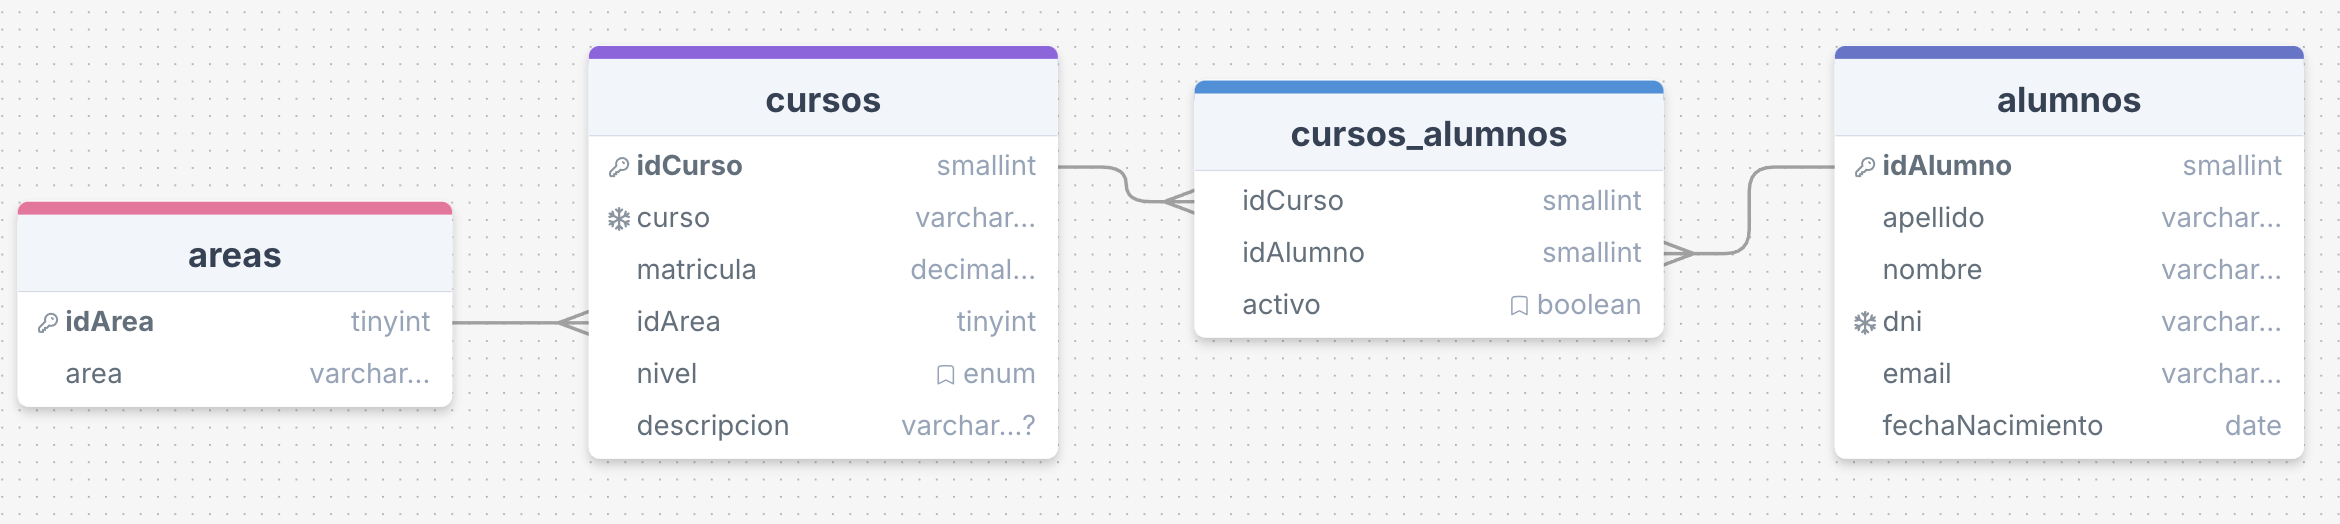 areas
idArea tinyint
area varchar...
cursos
idCurso smallint
curso varchar...
matricula decimal...
idArea tinyint
nivel enum
descripcion varchar...?
cursos_alumnos
idCurso smallint
idAlumno smallint
activo boolean
alumnos
idAlumno smallint
apellido varchar...
nombre varchar...
dni varchar...
email varchar...
fechaNacimiento date